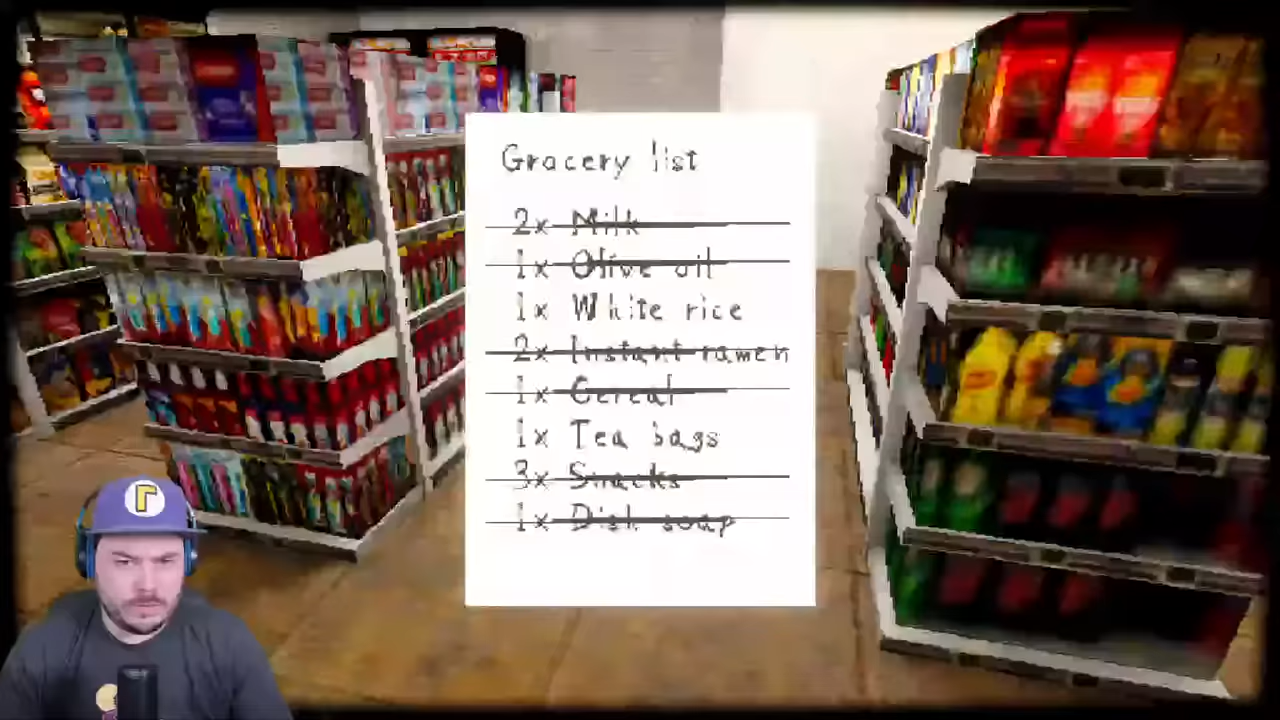 Grocery list
2x Milk
1x Olive oil
1x White rice
2x Instant ramen
1x Cereal
1x Tea bags
3x Snacks
1x Dish soap